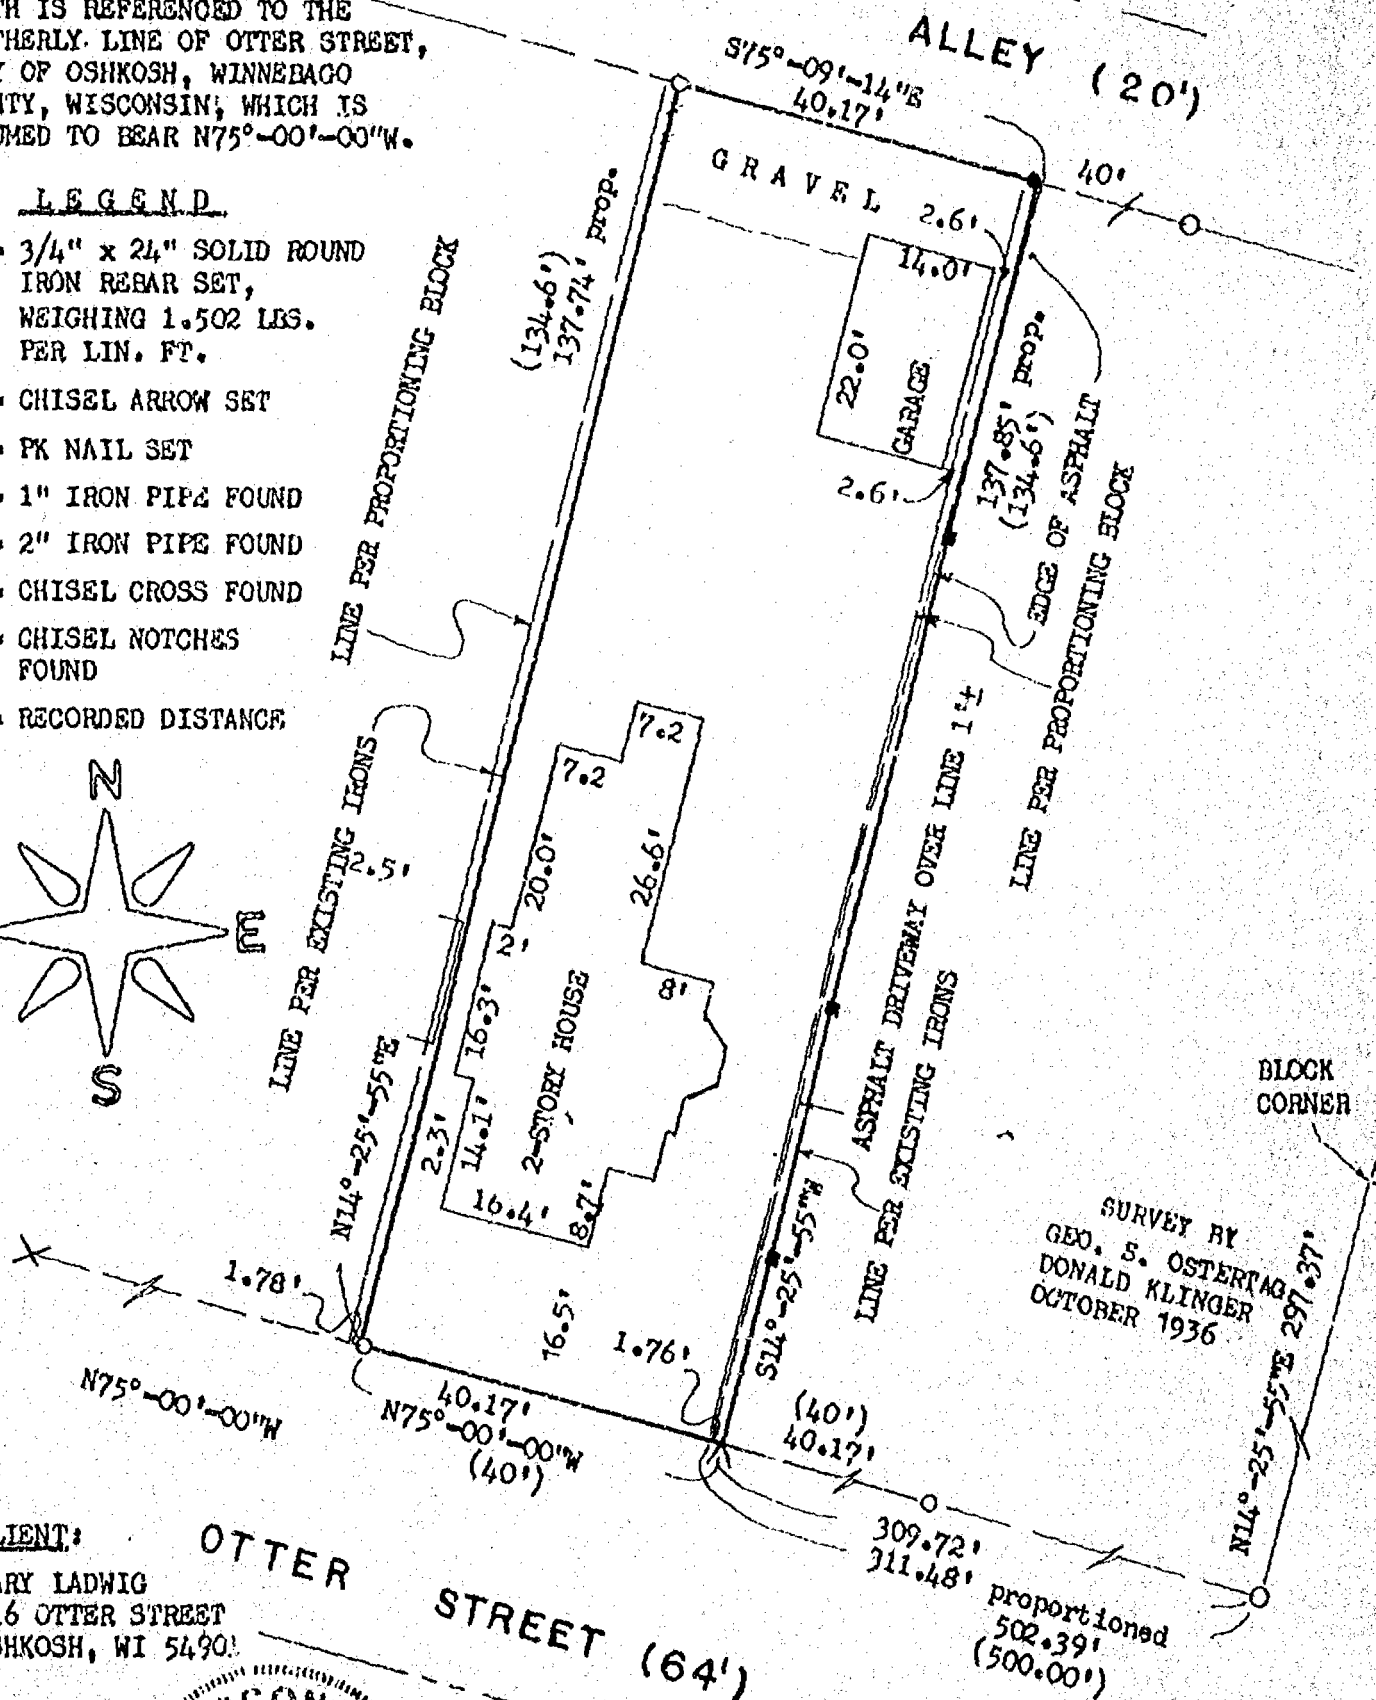 TH IS REFERENCED TO THE
THERLY LINE OF OTTER STREET,
Y OF OSHKOSH, WINNEBAGO
NTY, WISCONSIN; WHICH IS
UMED TO BEAR N75°-00'-00"W.
LEGEND
3/4" x 24" SOLID ROUND
IRON REBAR SET,
WEIGHING 1.502 LBS.
PER LIN. FT.
CHISEL ARROW SET
PK NAIL SET
1" IRON PIPE FOUND
2" IRON PIPE FOUND
CHISEL CROSS FOUND
CHISEL NOTCHES
FOUND
RECORDED DISTANCE
N
E
S
ALLEY (20')
S75°-09'-14"E
40.17'
40'
GRAVEL
2.6'
14.0'
22.0'
GARAGE
2.6'
(134.6')
137.74' prop.
137.85' prop.
(134.6')
EDGE OF ASPHALT
LINE PER PROPORTIONING BLOCK
LINE PER PROPORTIONING BLOCK
LINE PER EXISTING IRONS
ASPHALT DRIVEWAY OVER LINE 1'±
LINE PER EXISTING IRONS
7.2
7.2
20.0'
26.6'
2.5'
2'
8'
16.3'
2-STORY HOUSE
14.1'
2.3'
16.4'
8.7'
N14°-25'-55"E
S14°-25'-55"W
16.5'
1.78'
1.76'
N75°-00'-00"W
40.17'
N75°-00'-00"W
(40')
(40')
40.17'
BLOCK
CORNER
SURVEY BY
GEO. S. OSTERTAG
DONALD KLINGER
OCTOBER 1936
N14°-25'-55"E 297.37'
309.72'
311.48' proportioned
502.39'
(500.00')
OTTER STREET (64')
LIENT:
ARY LADWIG
6 OTTER STREET
SHKOSH, WI 54901